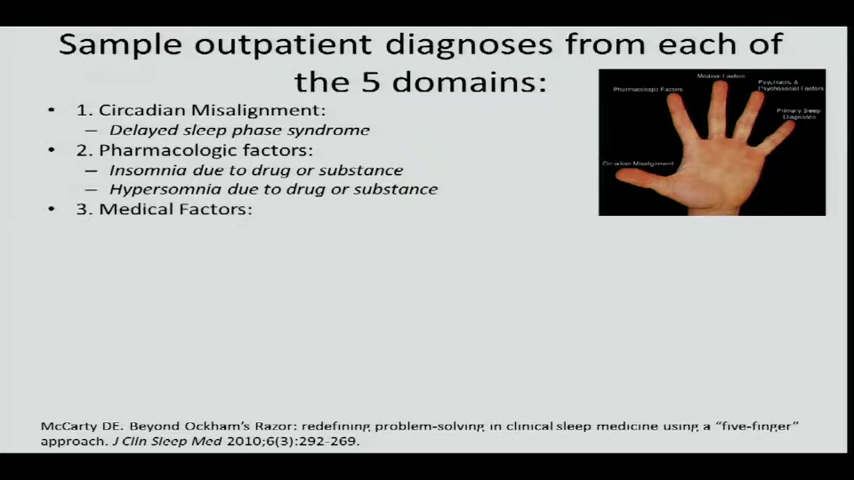 Sample outpatient diagnoses from each of
the 5 domains:
• 1. Circadian Misalignment:
– Delayed sleep phase syndrome
• 2. Pharmacologic factors:
– Insomnia due to drug or substance
– Hypersomnia due to drug or substance
• 3. Medical Factors:
Medical Factors
Pharmacologic Factors
Psychiatric &
Psychosocial Factors
Primary Sleep
Diagnoses
Circadian Misalignment
McCarty DE. Beyond Ockham's Razor: redefining problem-solving in clinical sleep medicine using a "five-finger"
approach. J Clin Sleep Med 2010;6(3):292-269.